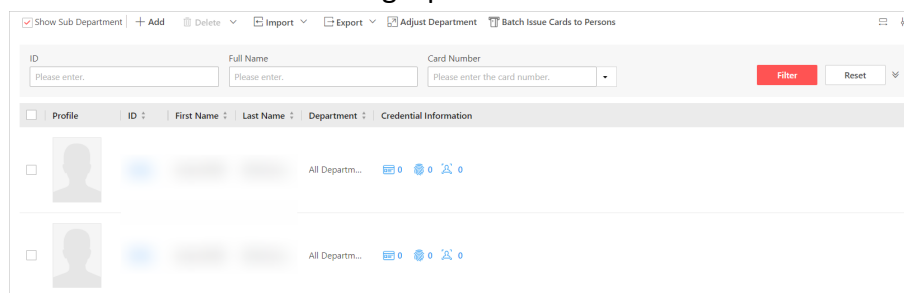 Show Sub Department + Add Delete Import Export Adjust Department Batch Issue Cards to Persons
ID Full Name Card Number
Please enter. Please enter. Please enter the card number. Filter Reset
Profile ID First Name Last Name Department Credential Information
All Departm... 0 0 0
All Departm... 0 0 0